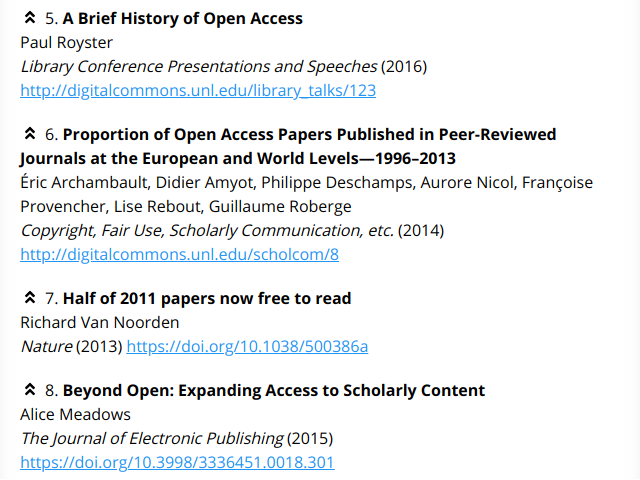 5. A Brief History of Open Access
Paul Royster
Library Conference Presentations and Speeches (2016)
http://digitalcommons.unl.edu/library_talks/123
6. Proportion of Open Access Papers Published in Peer-Reviewed
Journals at the European and World Levels—1996–2013
Éric Archambault, Didier Amyot, Philippe Deschamps, Aurore Nicol, Françoise
Provencher, Lise Rebout, Guillaume Roberge
Copyright, Fair Use, Scholarly Communication, etc. (2014)
http://digitalcommons.unl.edu/scholcom/8
7. Half of 2011 papers now free to read
Richard Van Noorden
Nature (2013) https://doi.org/10.1038/500386a
8. Beyond Open: Expanding Access to Scholarly Content
Alice Meadows
The Journal of Electronic Publishing (2015)
https://doi.org/10.3998/3336451.0018.301